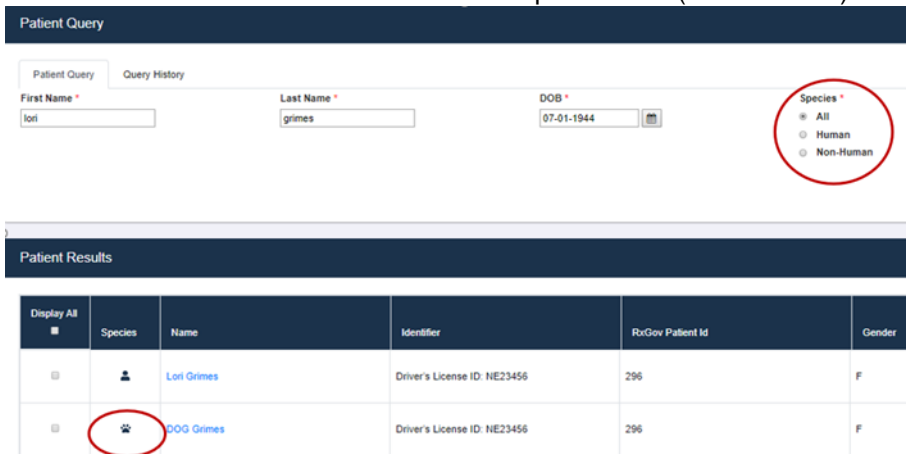 Patient Query
Patient Query Query History
First Name * Last Name * DOB * Species *
lori grimes 07-01-1944 All
Human
Non-Human
Patient Results
Display All Species Name Identifier RxGov Patient Id Gender
Lori Grimes Driver's License ID: NE23456 296 F
DOG Grimes Driver's License ID: NE23456 296 F